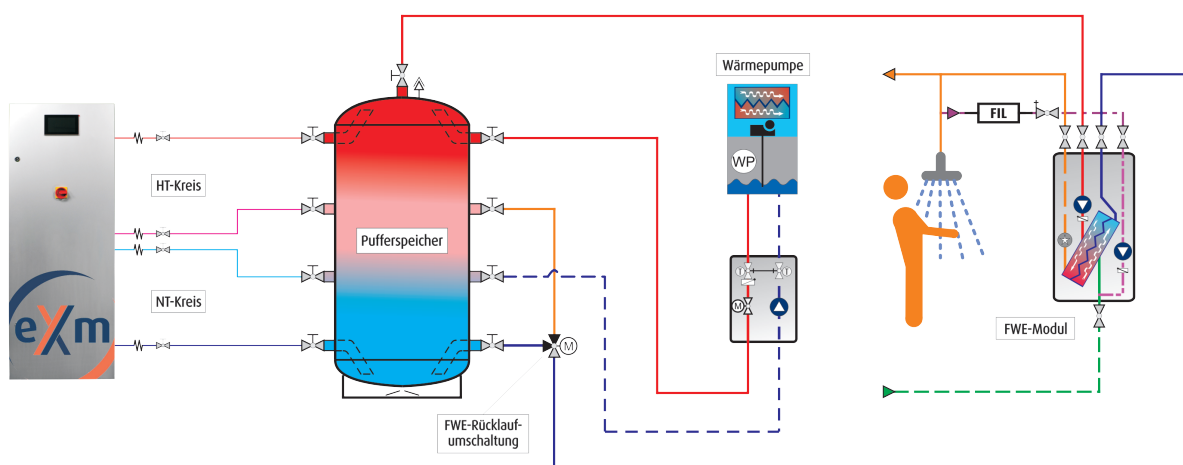 Wärmepumpe
WP
FIL
HT-Kreis
Pufferspeicher
NT-Kreis
eXm
M
T
T
M
FWE-Modul
FWE-Rücklauf-
umschaltung